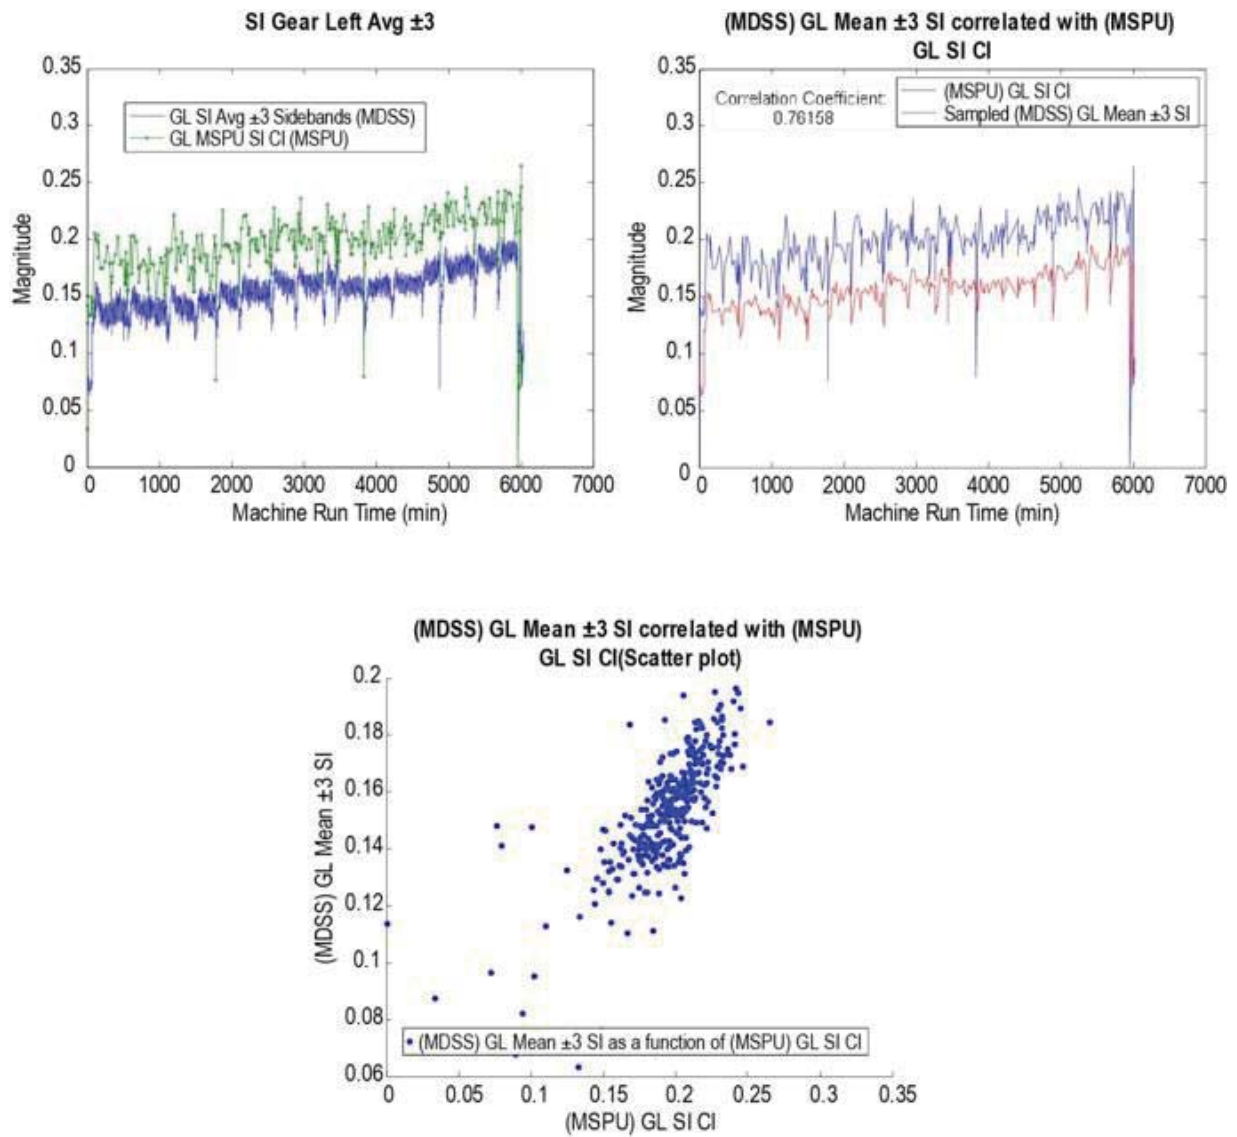 SI Gear Left Avg ±3
0.35
0.3
0.25
0.2
0.15
0.1
0.05
0
Magnitude
GL SI Avg ±3 Sidebands (MDSS)
GL MSPU SI CI (MSPU)
0 1000 2000 3000 4000 5000 6000 7000
Machine Run Time (min)
(MDSS) GL Mean ±3 SI correlated with (MSPU)
GL SI CI
0.35
0.3
0.25
0.2
0.15
0.1
0.05
0
Magnitude
Correlation Coefficient:
0.76158
(MSPU) GL SI CI
Sampled (MDSS) GL Mean ±3 SI
0 1000 2000 3000 4000 5000 6000 7000
Machine Run Time (min)
(MDSS) GL Mean ±3 SI correlated with (MSPU)
GL SI CI(Scatter plot)
0.2
0.18
0.16
0.14
0.12
0.1
0.08
0.06
(MDSS) GL Mean ±3 SI
(MDSS) GL Mean ±3 SI as a function of (MSPU) GL SI CI
0 0.05 0.1 0.15 0.2 0.25 0.3 0.35
(MSPU) GL SI CI